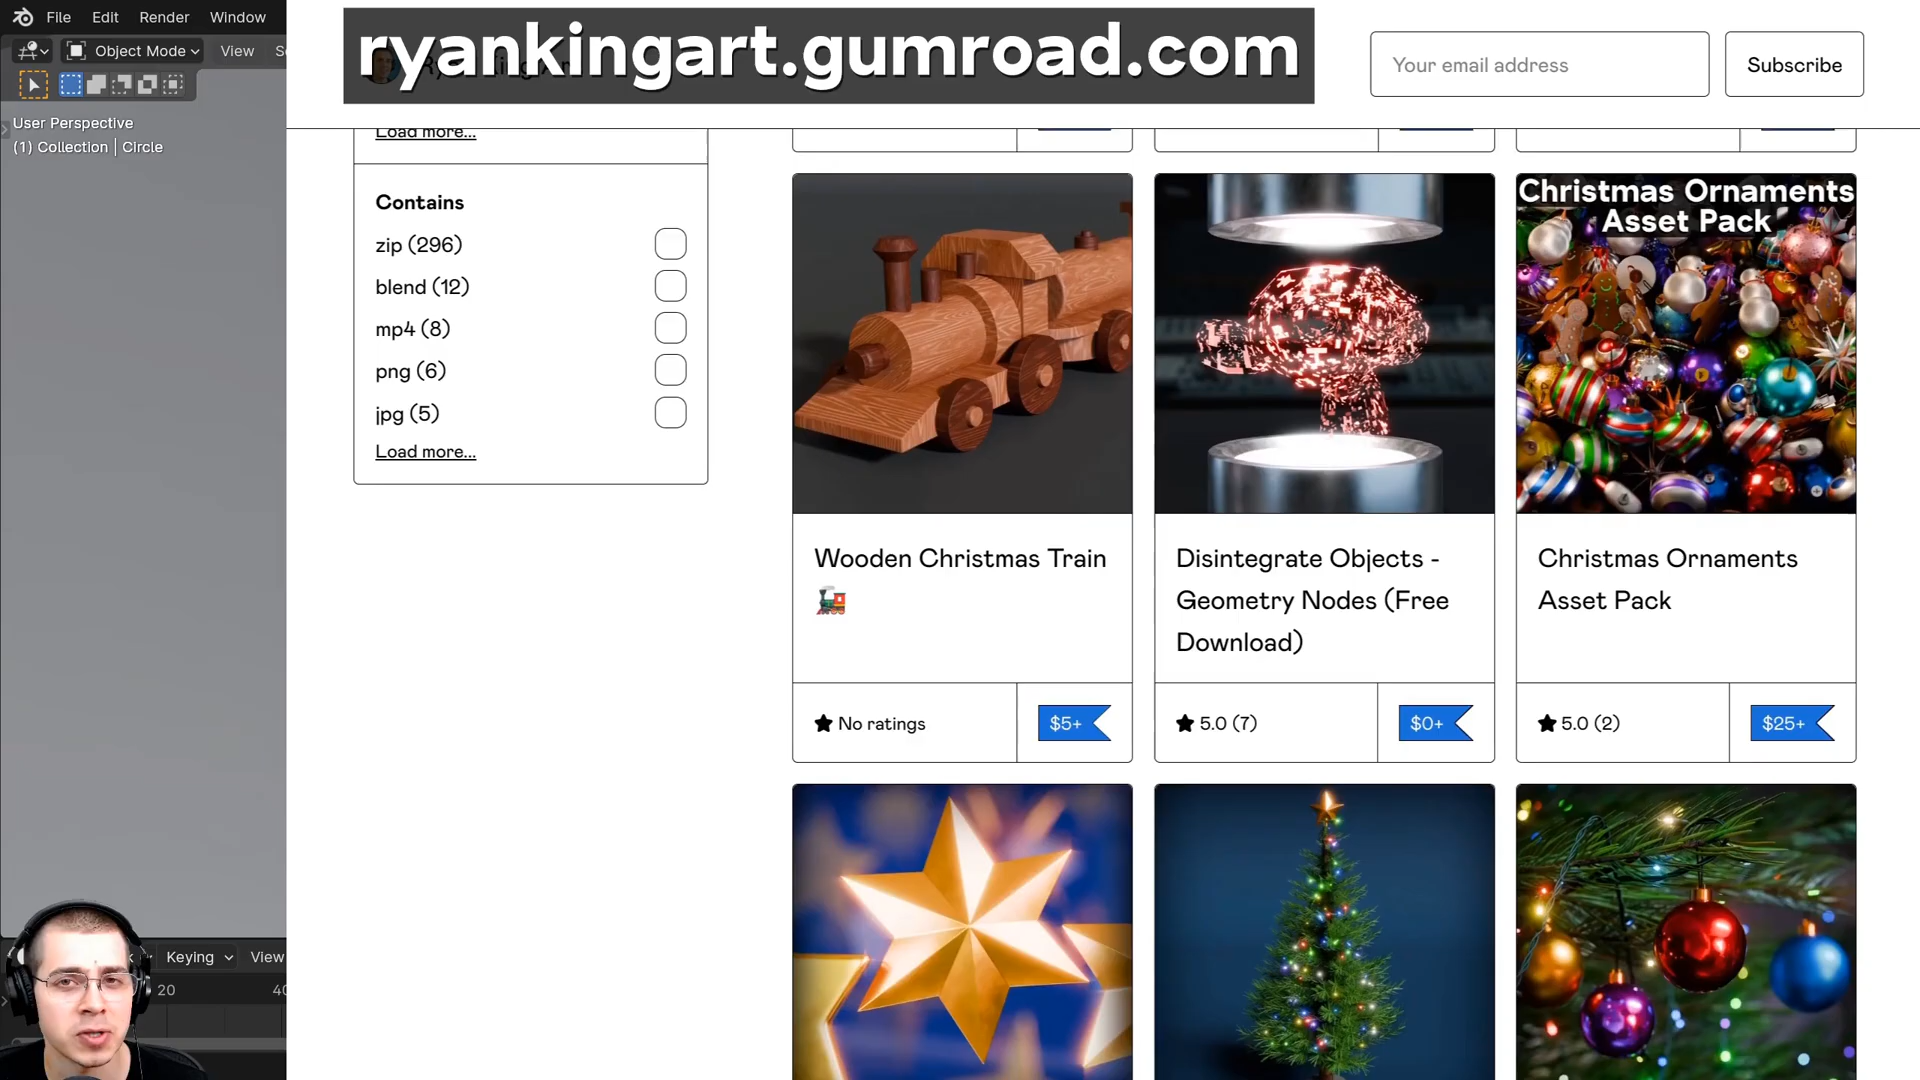 File Edit Render Window
ryankingart.gumroad.com
Your email address
Subscribe
Object Mode View
User Perspective
(1) Collection | Circle
Load more...
Contains
zip (296)
blend (12)
mp4 (8)
png (6)
jpg (5)
Load more...
Christmas Ornaments
Asset Pack
Wooden Christmas Train
🚂
No ratings
$5+
Disintegrate Objects -
Geometry Nodes (Free
Download)
5.0 (7)
$0+
Christmas Ornaments
Asset Pack
5.0 (2)
$25+
Keying View
20